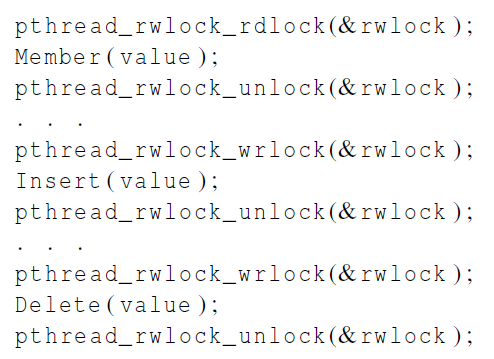 pthread_rwlock_rdlock(&rwlock);
Member(value);
pthread_rwlock_unlock(&rwlock);
. . .
pthread_rwlock_wrlock(&rwlock);
Insert(value);
pthread_rwlock_unlock(&rwlock);
. . .
pthread_rwlock_wrlock(&rwlock);
Delete(value);
pthread_rwlock_unlock(&rwlock);